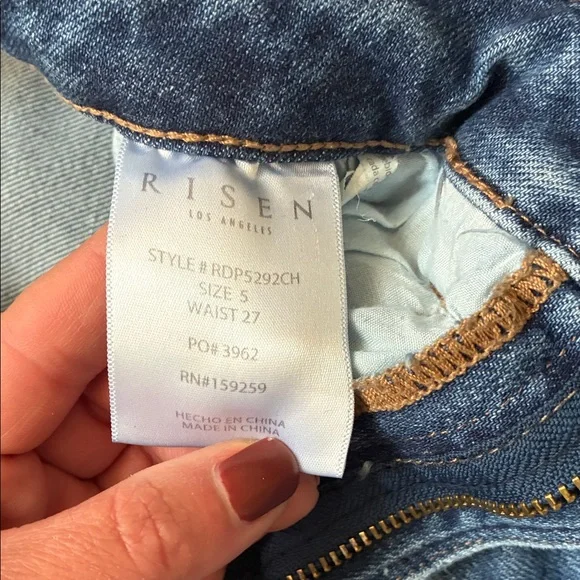 RISEN
LOS ANGELES
STYLE # RDP5292CH
SIZE 5
WAIST 27
PO# 3962
RN#159259
HECHO EN CHINA
MADE IN CHINA